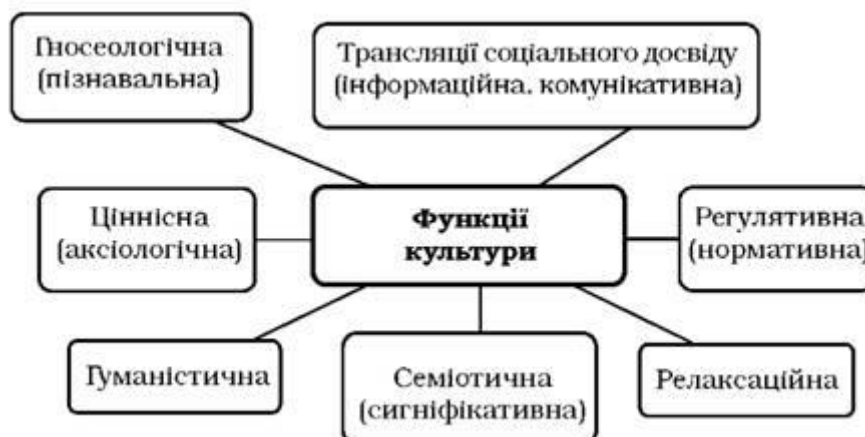 Гносеологічна
(пізнавальна)
Трансляції соціального досвіду
(інформаційна. комунікативна)
Ціннісна
(аксіологічна)
Функції
культури
Регулятивна
(нормативна)
Гуманістична
Семіотична
(сигніфікативна)
Релаксаційна